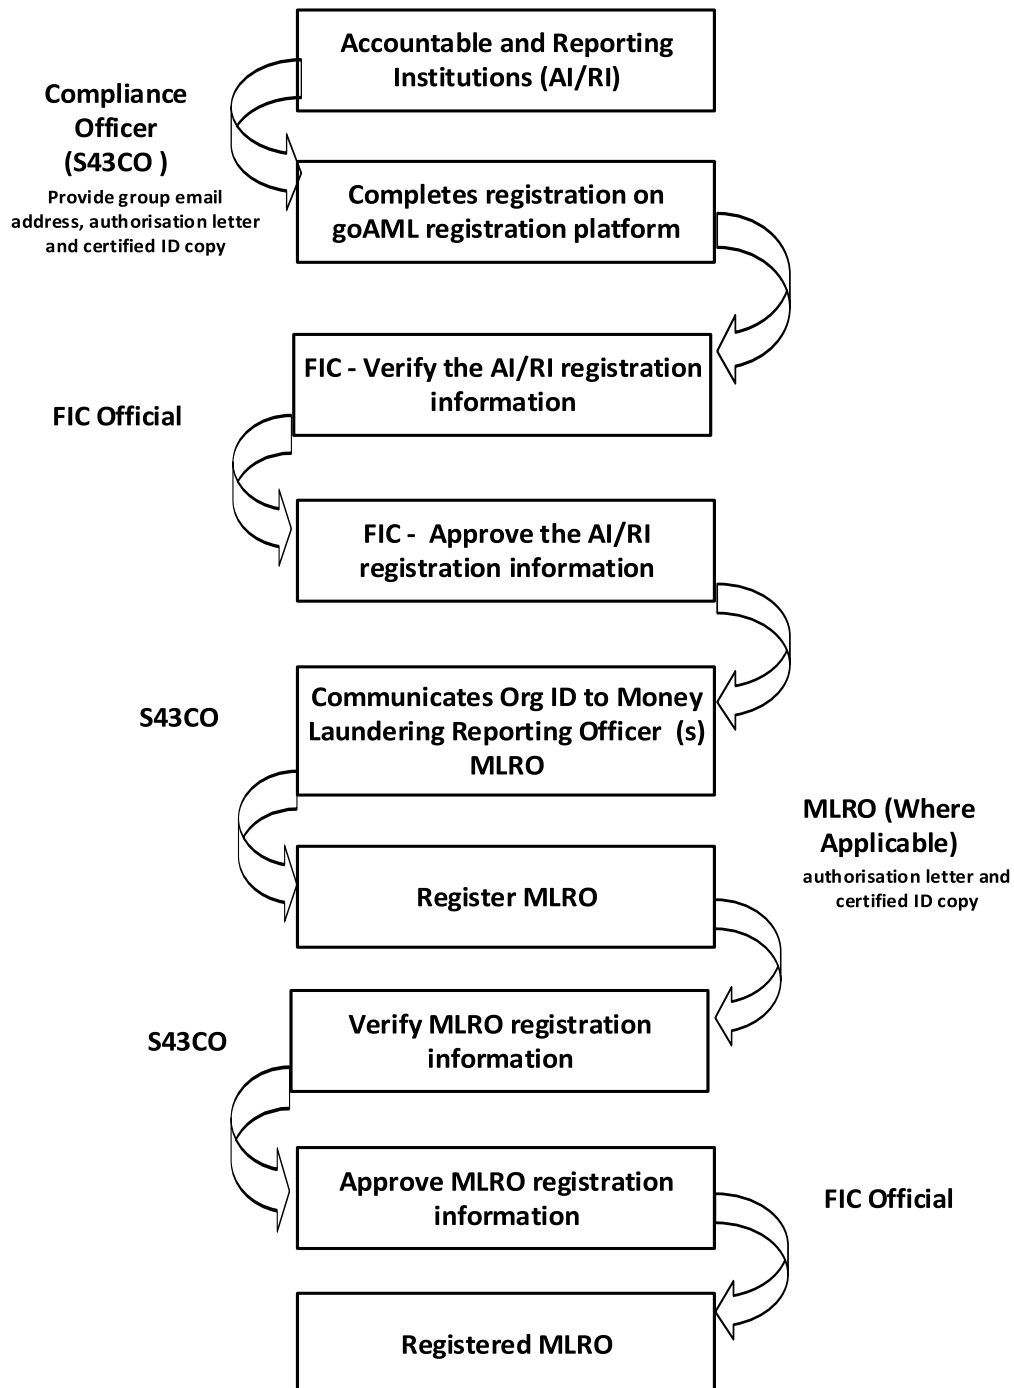 Accountable and Reporting
Institutions (AI/RI)
Compliance
Officer
(S43CO )
Provide group email
address, authorisation letter
and certified ID copy
Completes registration on
goAML registration platform
FIC - Verify the AI/RI registration
information
FIC Official
FIC -  Approve the AI/RI
registration information
S43CO
Communicates Org ID to Money
Laundering Reporting Officer  (s)
MLRO
MLRO (Where
Applicable)
authorisation letter and
certified ID copy
Register MLRO
S43CO
Verify MLRO registration
information
Approve MLRO registration
information
FIC Official
Registered MLRO